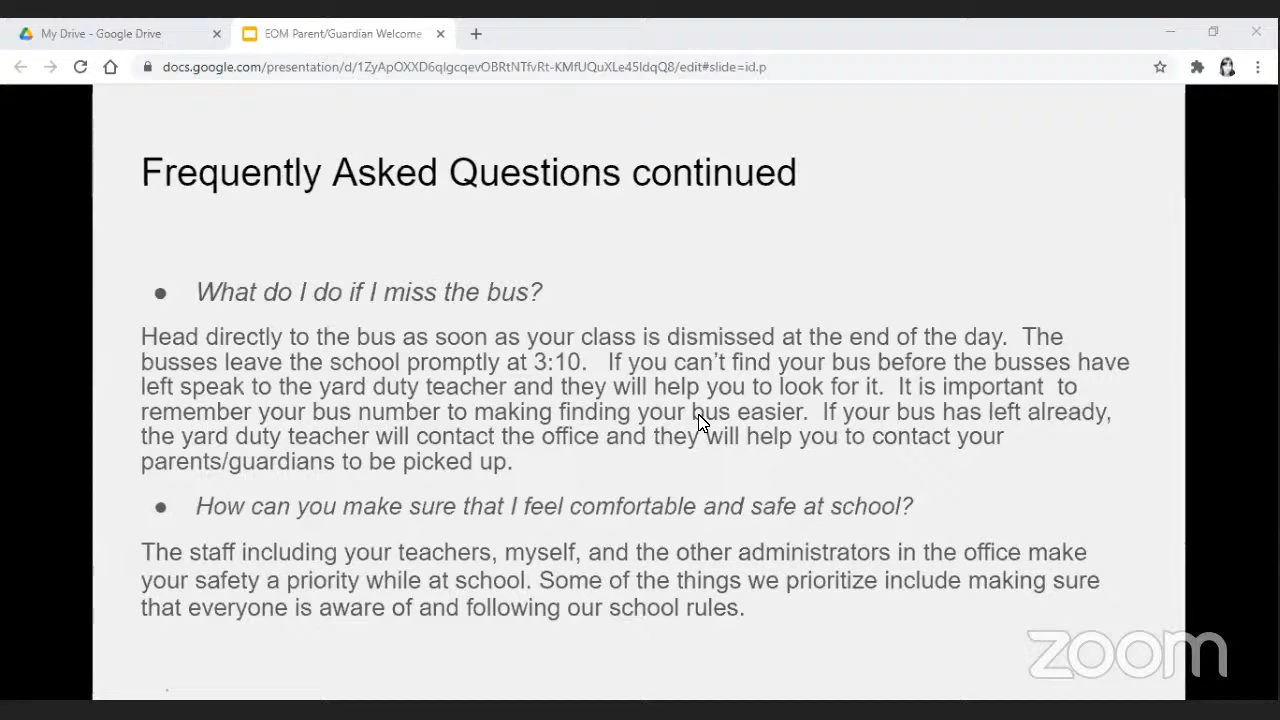 My Drive - Google Drive
EOM Parent/Guardian Welcome
docs.google.com/presentation/d/1ZyApOXXD6qlgcqevOBRtNTfvRt-KMfUQuXLe45IdqQ8/edit#slide=id.p
Frequently Asked Questions continued
● What do I do if I miss the bus?
Head directly to the bus as soon as your class is dismissed at the end of the day. The
busses leave the school promptly at 3:10. If you can't find your bus before the busses have
left speak to the yard duty teacher and they will help you to look for it. It is important to
remember your bus number to making finding your bus easier. If your bus has left already,
the yard duty teacher will contact the office and they will help you to contact your
parents/guardians to be picked up.
● How can you make sure that I feel comfortable and safe at school?
The staff including your teachers, myself, and the other administrators in the office make
your safety a priority while at school. Some of the things we prioritize include making sure
that everyone is aware of and following our school rules.
zoom